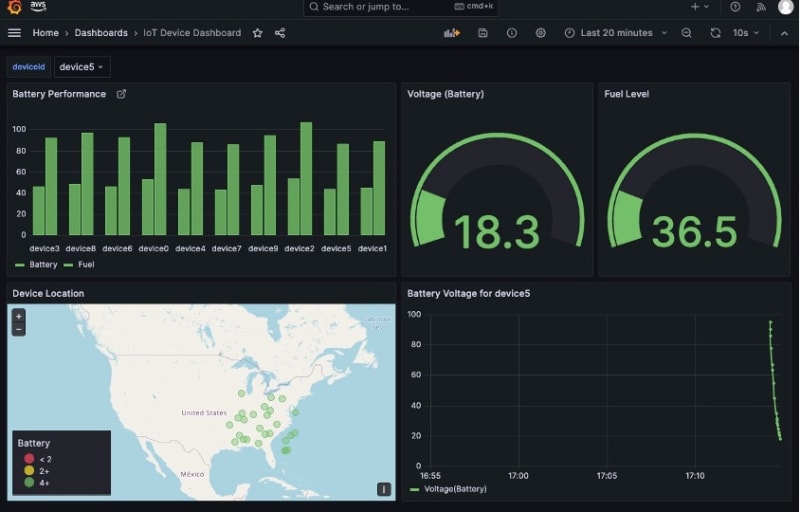 aws
Search or jump to...
cmd+k
Home › Dashboards › IoT Device Dashboard
Last 20 minutes
10s
deviceid
device5
Battery Performance
100
80
60
40
20
0
device3 device8 device6 device0 device4 device7 device9 device2 device5 device1
Battery Fuel
Voltage (Battery)
18.3
Fuel Level
36.5
Device Location
+
−
United States
México
Battery
< 2
2+
4+
i
Battery Voltage for device5
100
80
60
40
20
0
16:55 17:00 17:05 17:10
Voltage(Battery)